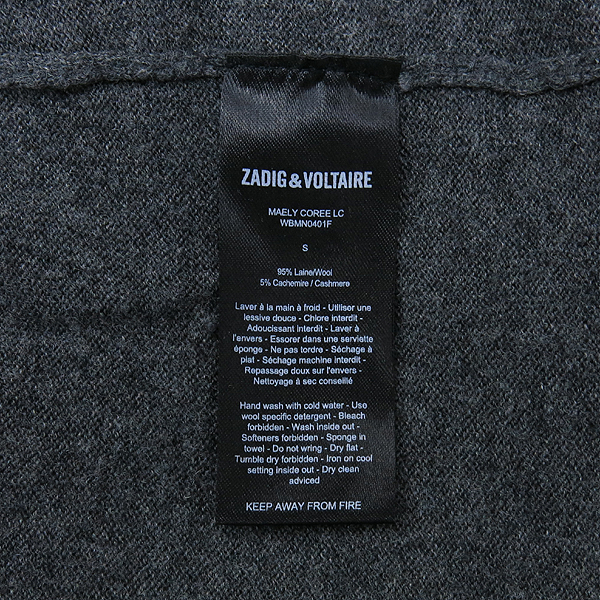 ZADIG&VOLTAIRE
MAELY COREE LC
WBMN0401F
S
95% Laine/Wool
5% Cachemire / Cashmere
Laver à la main à froid - Utiliser une
lessive douce - Chlore interdit -
Adoucissant interdit - Laver à
l'envers - Essorer dans une serviette
éponge - Ne pas tordre - Séchage à
plat - Séchage machine interdit -
Repassage doux sur l'envers -
Nettoyage à sec conseillé
Hand wash with cold water - Use
wool specific detergent - Bleach
forbidden - Wash inside out -
Softeners forbidden - Sponge in
towel - Do not wring - Dry flat -
Tumble dry forbidden - Iron on cool
setting inside out - Dry clean
adviced
KEEP AWAY FROM FIRE